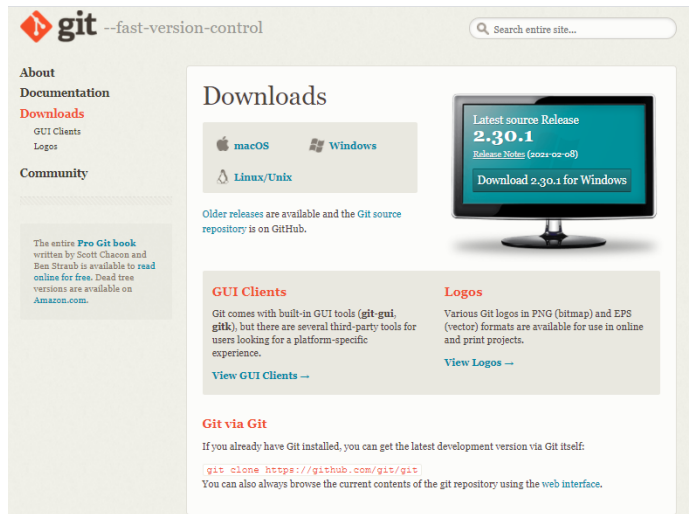 git --fast-version-control
Search entire site...
About
Documentation
Downloads
GUI Clients
Logos
Community
The entire Pro Git book
written by Scott Chacon and
Ben Straub is available to read
online for free. Dead tree
versions are available on
Amazon.com.
Downloads
macOS
Windows
Linux/Unix
Older releases are available and the Git source
repository is on GitHub.
Latest source Release
2.30.1
Release Notes (2021-02-08)
Download 2.30.1 for Windows
GUI Clients
Git comes with built-in GUI tools (git-gui,
gitk), but there are several third-party tools for
users looking for a platform-specific
experience.
View GUI Clients →
Logos
Various Git logos in PNG (bitmap) and EPS
(vector) formats are available for use in online
and print projects.
View Logos →
Git via Git
If you already have Git installed, you can get the latest development version via Git itself:
git clone https://github.com/git/git
You can also always browse the current contents of the git repository using the web interface.